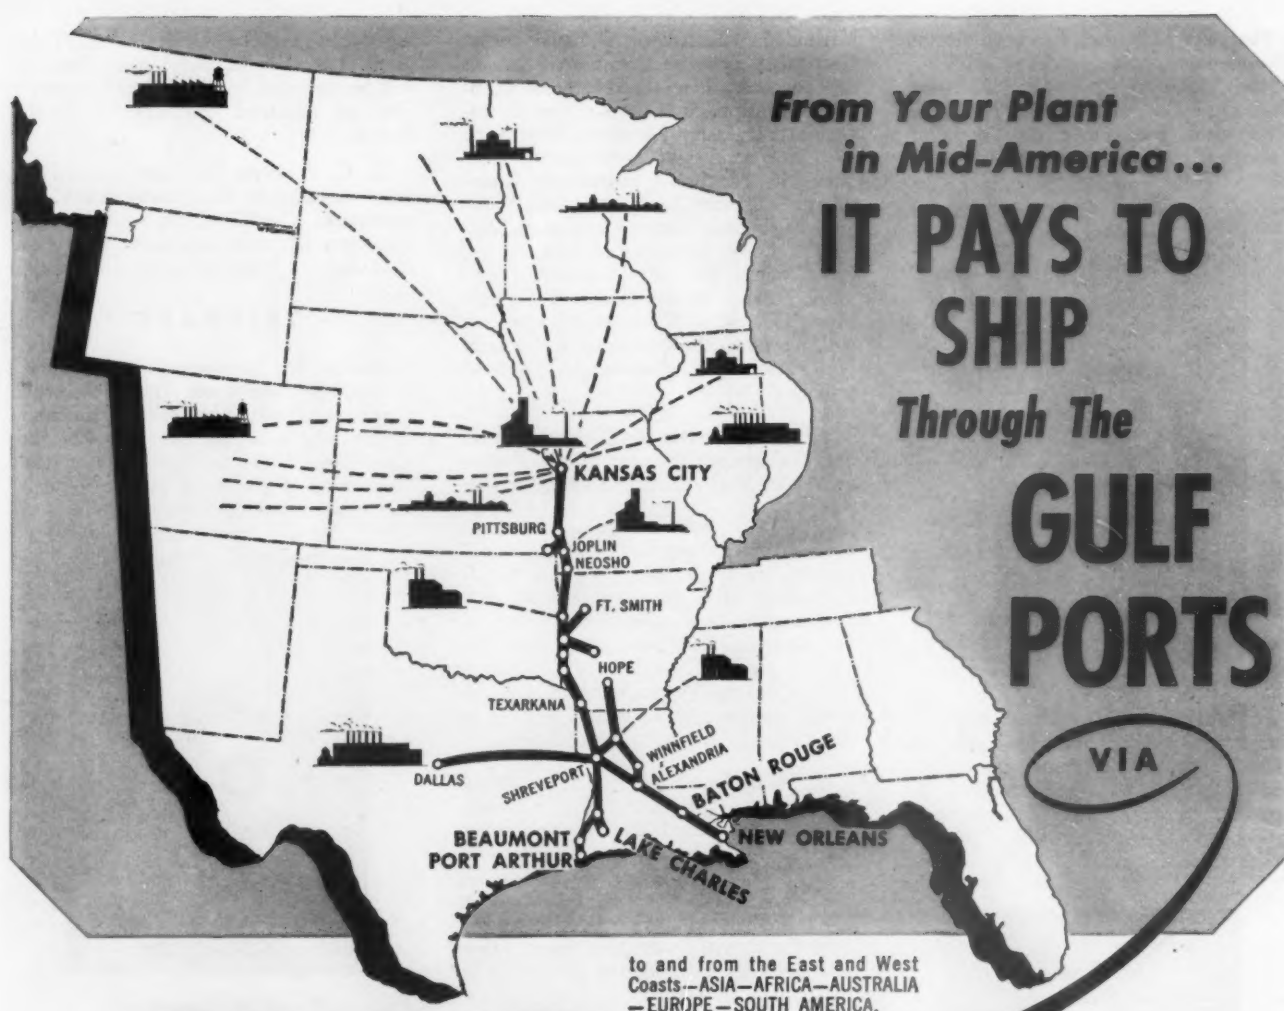 From Your Plant
in Mid-America...
IT PAYS TO
SHIP
Through The
GULF
PORTS
VIA
KANSAS CITY
PITTSBURG
JOPLIN
NEOSHO
FT. SMITH
HOPE
TEXARKANA
WINNFIELD
ALEXANDRIA
DALLAS
SHREVEPORT
BATON ROUGE
BEAUMONT
PORT ARTHUR
LAKE CHARLES
NEW ORLEANS
to and from the East and West
Coasts--ASIA—AFRICA—AUSTRALIA
—EUROPE—SOUTH AMERICA.